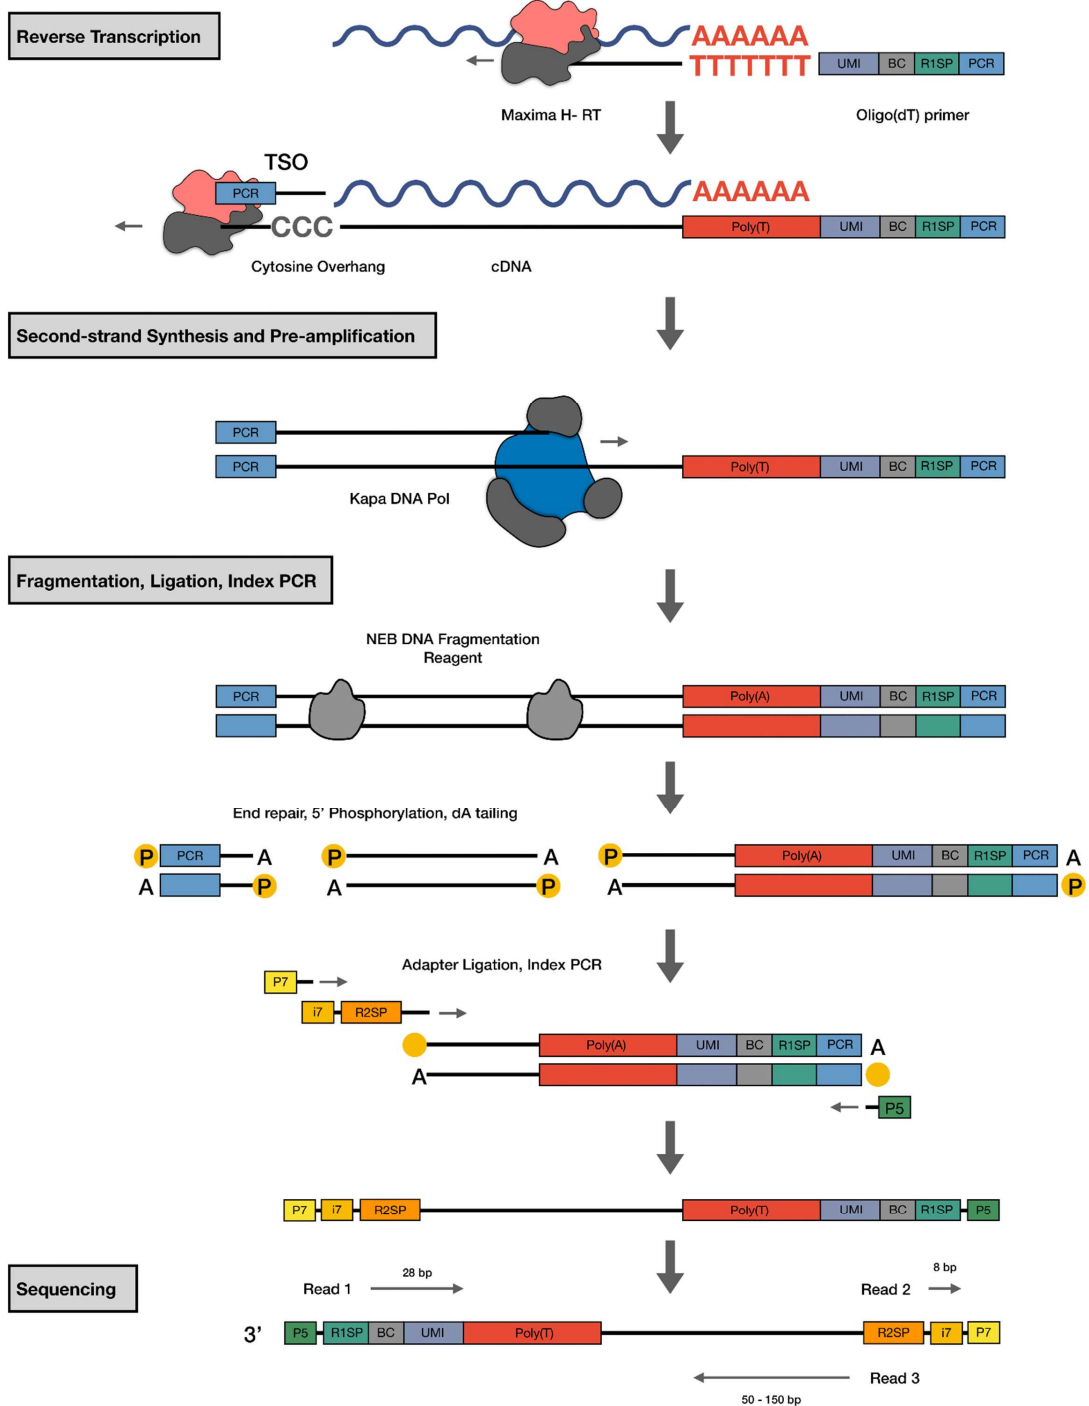 Reverse Transcription
AAAAAA
TTTTTTT
UMI BC R1SP PCR
Maxima H- RT
Oligo(dT) primer
TSO
PCR
AAAAAA
CCC
Poly(T) UMI BC R1SP PCR
Cytosine Overhang
cDNA
Second-strand Synthesis and Pre-amplification
PCR
PCR
Poly(T) UMI BC R1SP PCR
Kapa DNA Pol
Fragmentation, Ligation, Index PCR
NEB DNA Fragmentation
Reagent
PCR
Poly(A) UMI BC R1SP PCR
End repair, 5' Phosphorylation, dA tailing
P PCR A P A P Poly(A) UMI BC R1SP PCR A
A P A P A P
Adapter Ligation, Index PCR
P7
i7 R2SP
Poly(A) UMI BC R1SP PCR A
A
P5
P7 i7 R2SP Poly(T) UMI BC R1SP P5
Sequencing
Read 1 28 bp
Read 2 8 bp
3' P5 R1SP BC UMI Poly(T) R2SP i7 P7
Read 3
50 - 150 bp